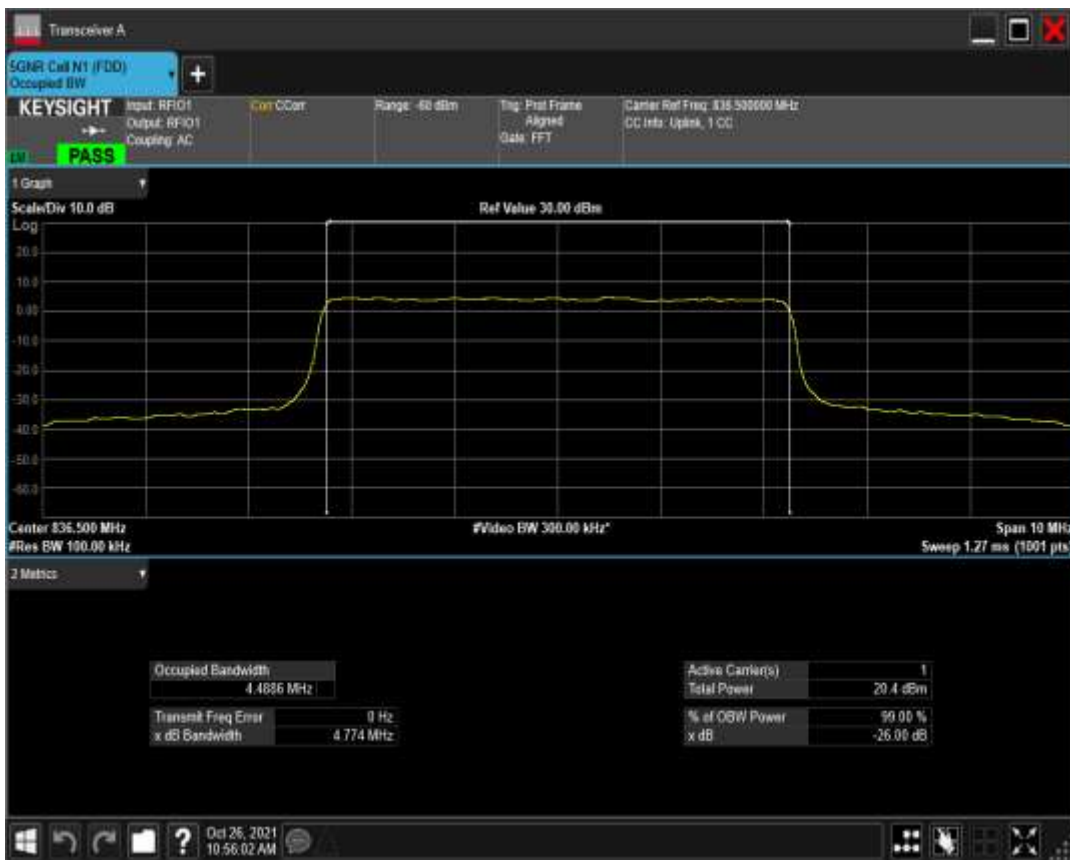 Transceiver A
5GNR Cell N1 (FDD)
Occupied BW
+
KEYSIGHT
Input: RFIO1
Output: RFIO1
Coupling: AC
Corr CCorr
Range: -60 dBm
Trig: Prot Frame
Aligned
Gate: FFT
Carrier Ref Freq: 836.500000 MHz
CC Info: Uplink, 1 CC
PASS
1 Graph
Scale/Div 10.0 dB
Ref Value 30.00 dBm
Log
20.0
10.0
0.00
-10.0
-20.0
-30.0
-40.0
-50.0
-60.0
Center 836.500 MHz
#Video BW 300.00 kHz*
Span 10 MHz
#Res BW 100.00 kHz
Sweep 1.27 ms (1001 pts)
2 Metrics
Occupied Bandwidth
4.4886 MHz
Transmit Freq Error 0 Hz
x dB Bandwidth 4.774 MHz
Active Carrier(s) 1
Total Power 20.4 dBm
% of OBW Power 99.00 %
x dB -26.00 dB
?
Oct 26, 2021
10:56:02 AM